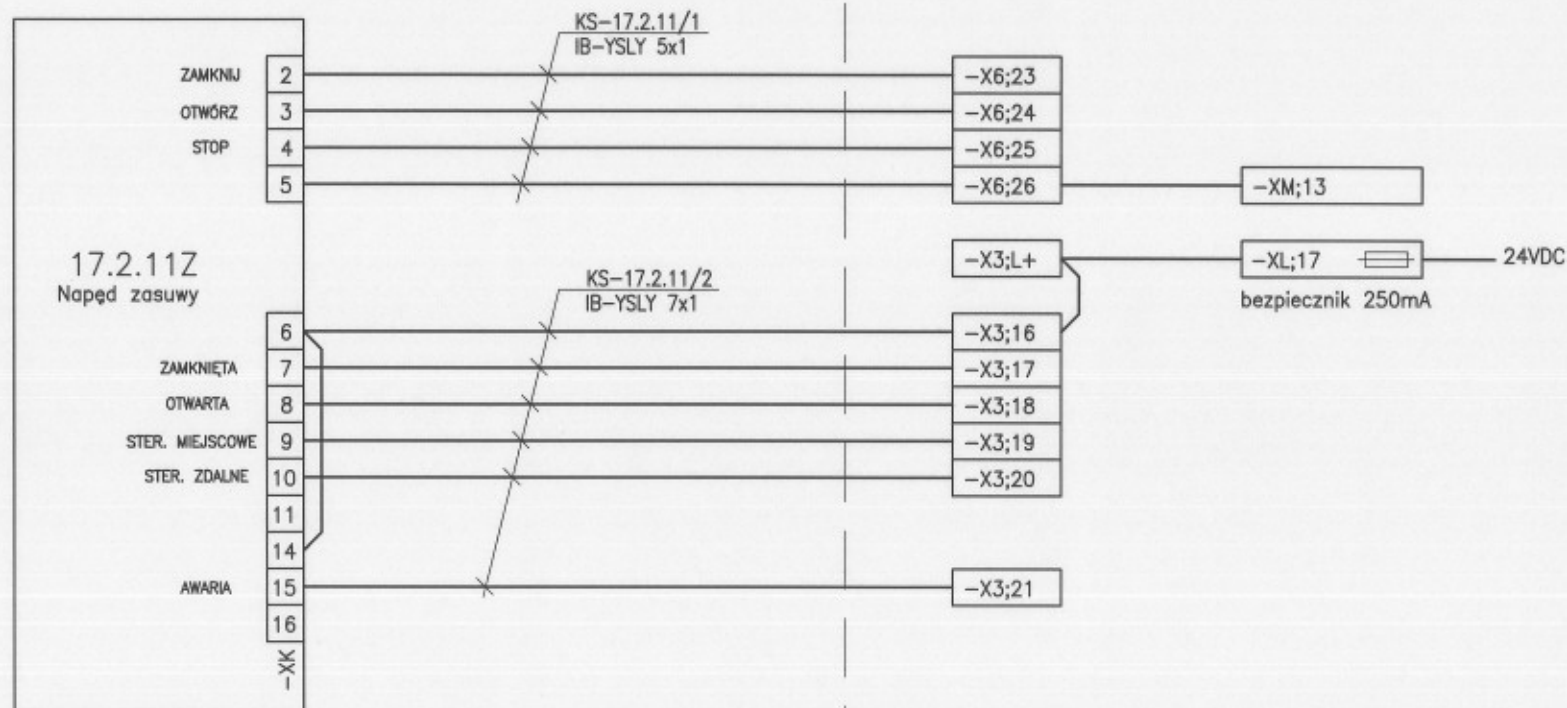 KS-17.2.11/1
IB-YSLY 5x1
ZAMKNIJ 2 -X6;23
OTWÓRZ 3 -X6;24
STOP 4 -X6;25
5 -X6;26 -XM;13
17.2.11Z
Napęd zasuwy
-X3;L+ -XL;17 24VDC
bezpiecznik 250mA
KS-17.2.11/2
IB-YSLY 7x1
6 -X3;16
ZAMKNIĘTA 7 -X3;17
OTWARTA 8 -X3;18
STER. MIEJSCOWE 9 -X3;19
STER. ZDALNE 10 -X3;20
11
14
AWARIA 15 -X3;21
16
-XK